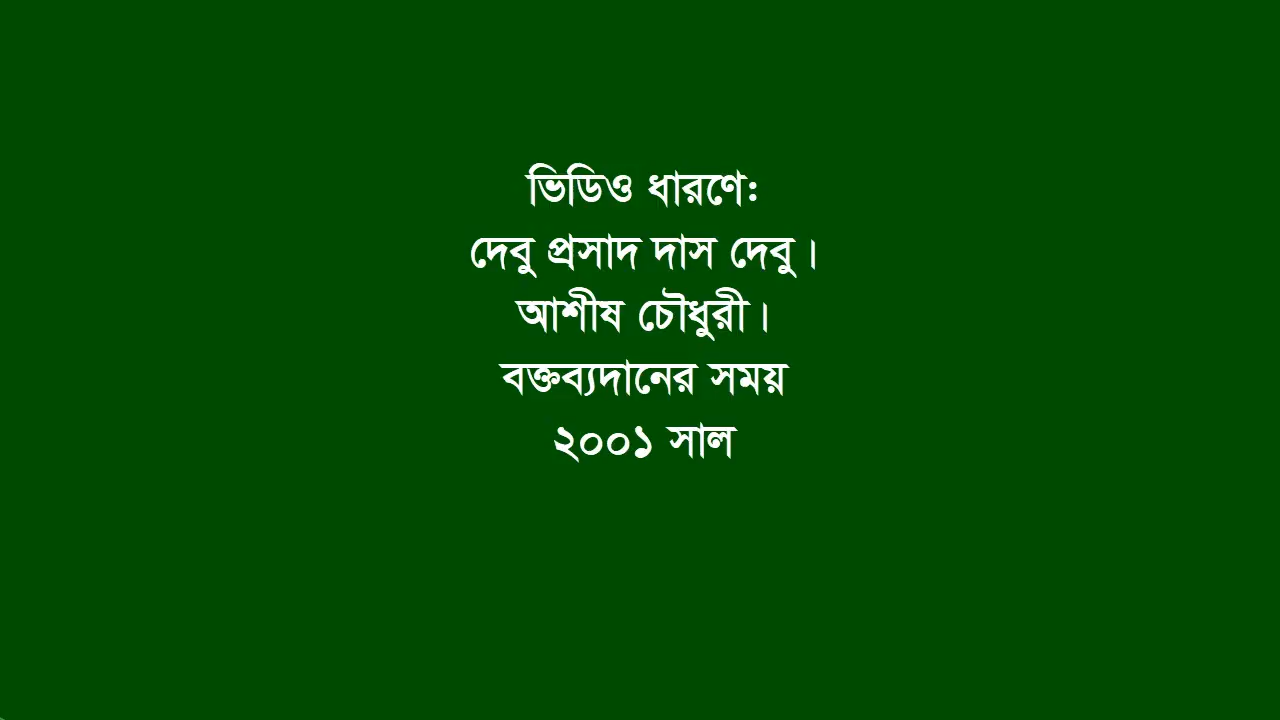 ভিডিও ধারণে:
দেবু প্রসাদ দাস দেবু।
আশীষ চৌধুরী।
বক্তব্যদানের সময়
২০০১ সাল